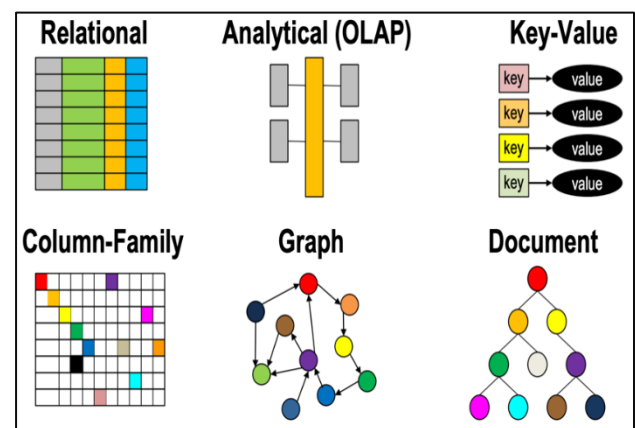 Relational
Analytical (OLAP)
Key-Value
key
value
key
value
key
value
key
value
Column-Family
Graph
Document